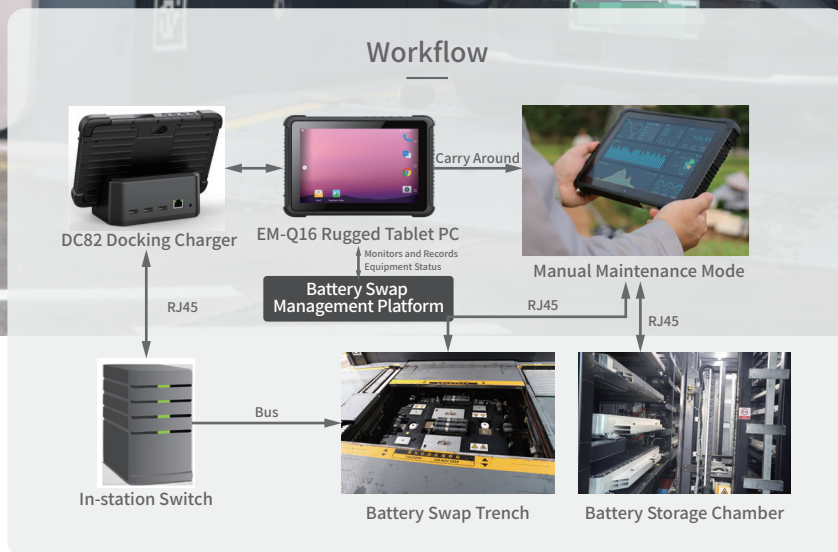 Workflow
Carry Around
DC82 Docking Charger
EM-Q16 Rugged Tablet PC
Manual Maintenance Mode
Monitors and Records
Equipment Status
Battery Swap
Management Platform
RJ45
RJ45
RJ45
Bus
In-station Switch
Battery Swap Trench
Battery Storage Chamber